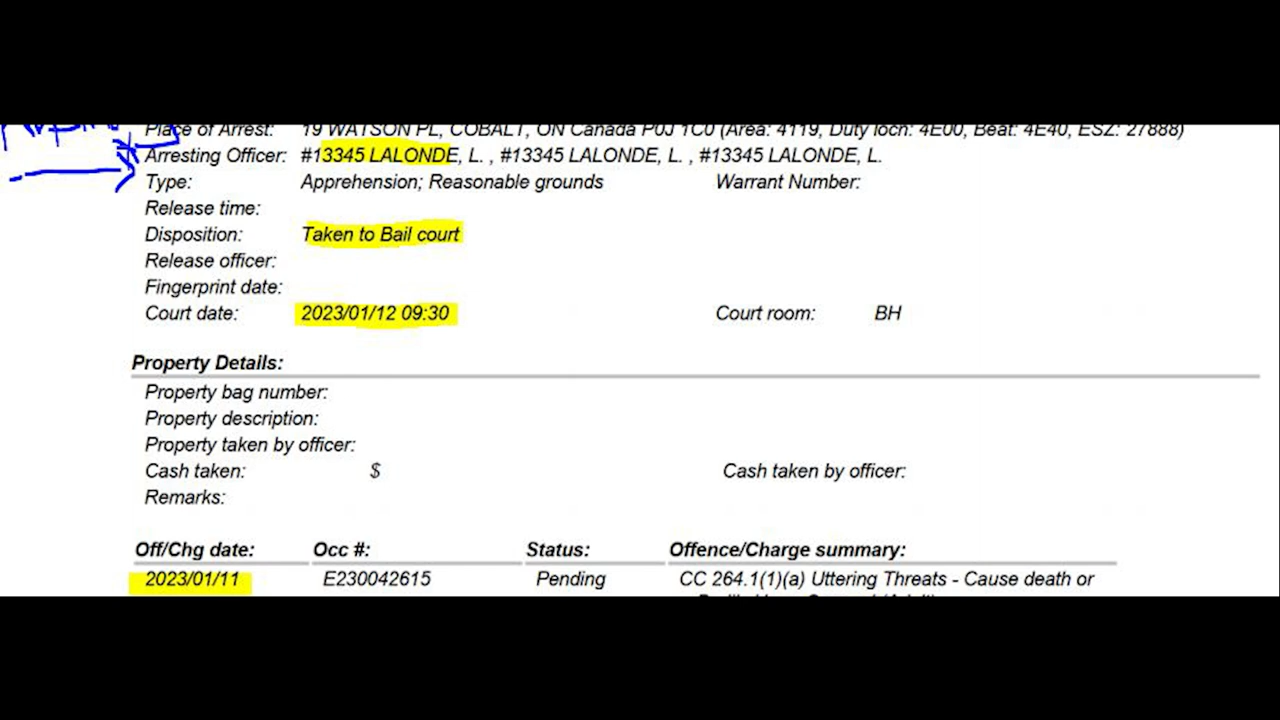 Place of Arrest: 19 WATSON PL, COBALT, ON Canada P0J 1C0 (Area: 4119, Duty locn: 4E00, Beat: 4E40, ESZ: 27888)
Arresting Officer: #13345 LALONDE, L. , #13345 LALONDE, L. , #13345 LALONDE, L.
Type: Apprehension; Reasonable grounds Warrant Number:
Release time:
Disposition: Taken to Bail court
Release officer:
Fingerprint date:
Court date: 2023/01/12 09:30 Court room: BH
Property Details:
Property bag number:
Property description:
Property taken by officer:
Cash taken: $ Cash taken by officer:
Remarks:
Off/Chg date: Occ #: Status: Offence/Charge summary:
2023/01/11 E230042615 Pending CC 264.1(1)(a) Uttering Threats - Cause death or